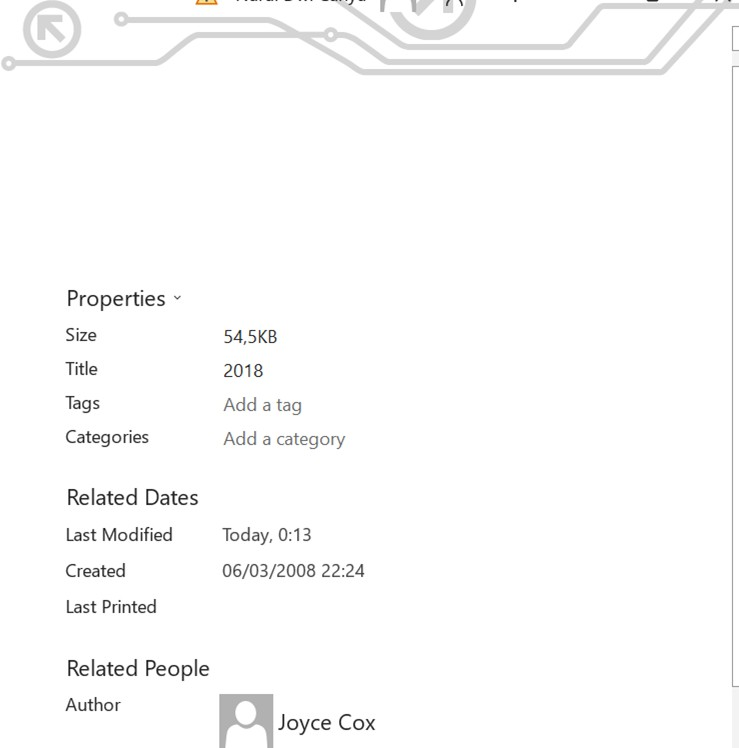 Properties
Size 54,5KB
Title 2018
Tags Add a tag
Categories Add a category
Related Dates
Last Modified Today, 0:13
Created 06/03/2008 22:24
Last Printed
Related People
Author Joyce Cox